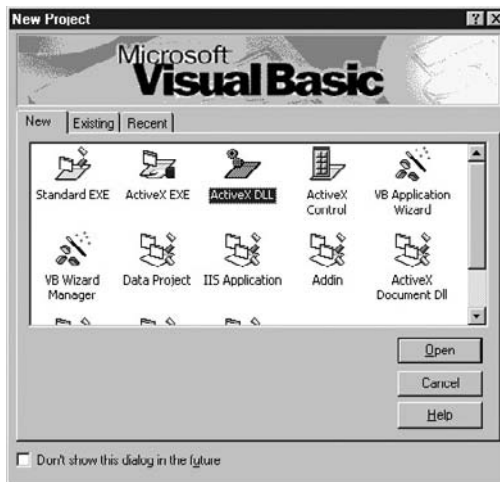 New Project
Microsoft
Visual Basic
New Existing Recent
Standard EXE ActiveX EXE ActiveX DLL ActiveX Control VB Application Wizard
VB Wizard Manager Data Project IIS Application Addin ActiveX Document Dll
Open
Cancel
Help
Don't show this dialog in the future